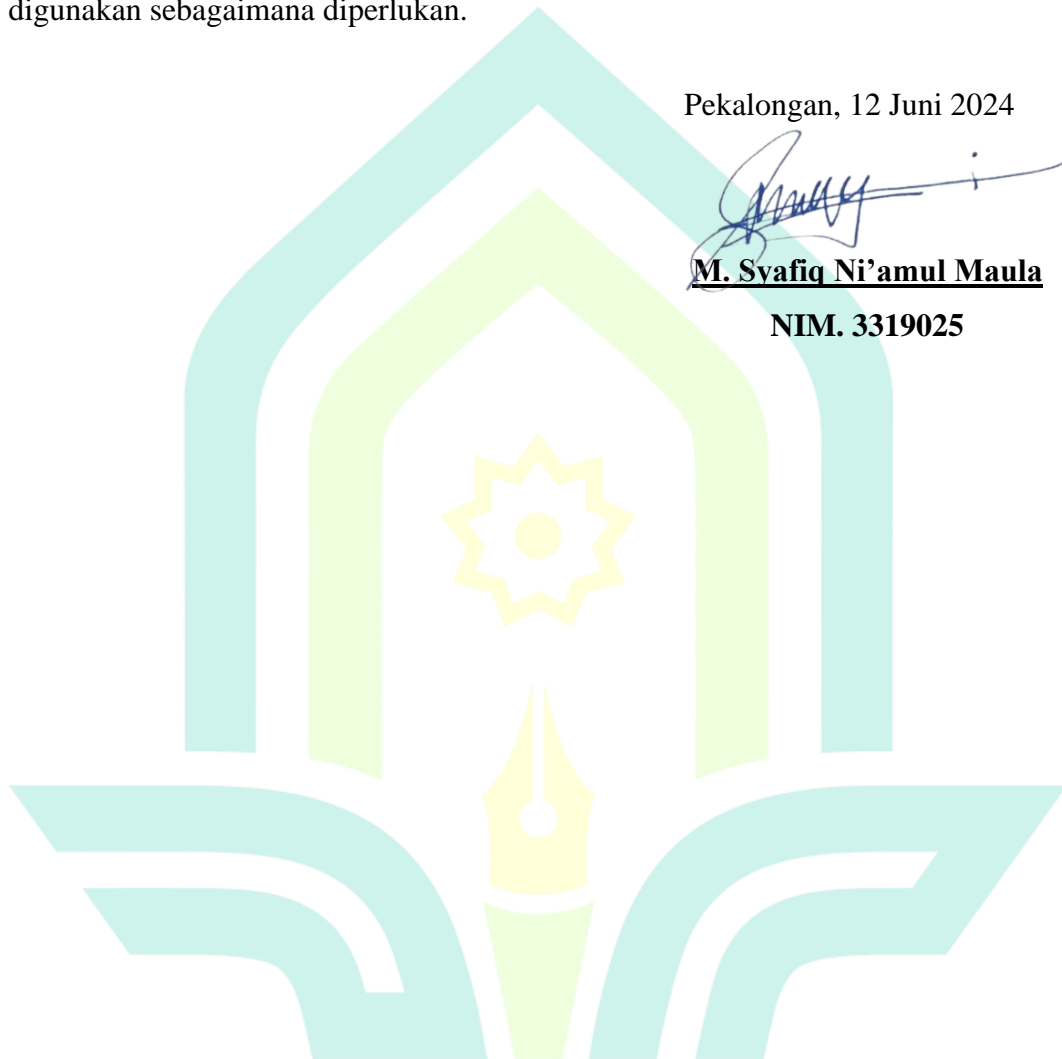 digunakan sebagaimana diperlukan.
Pekalongan, 12 Juni 2024
M. Syafiq Ni’amul Maula
NIM. 3319025